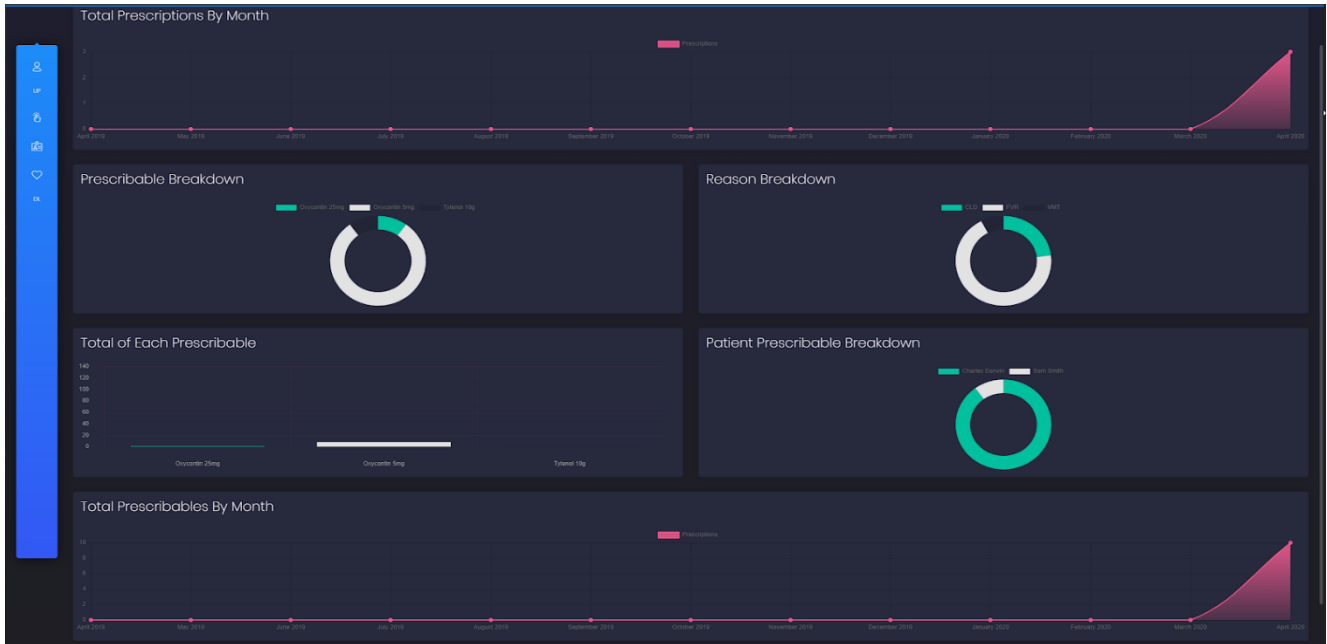 Total Prescriptions By Month
Prescriptions
3
2
1
0
April 2019 May 2019 June 2019 July 2019 August 2019 September 2019 October 2019 November 2019 December 2019 January 2020 February 2020 March 2020 April 2020
UP
DL
Prescribable Breakdown
Oxycontin 25mg Oxycontin 5mg Tylenol 10g
Reason Breakdown
CLD FVR VMT
Total of Each Prescribable
140
120
100
80
60
40
20
0
Oxycontin 25mg Oxycontin 5mg Tylenol 10g
Patient Prescribable Breakdown
Charles Darwin Sam Smith
Total Prescribables By Month
Prescriptions
10
8
6
4
2
0
April 2019 May 2019 June 2019 July 2019 August 2019 September 2019 October 2019 November 2019 December 2019 January 2020 February 2020 March 2020 April 2020